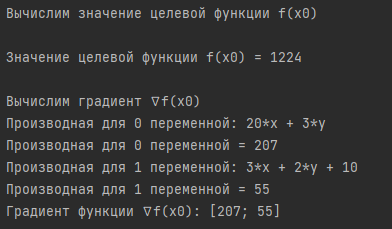 Вычислим значение целевой функции f(x0)
Значение целевой функции f(x0) = 1224
Вычислим градиент ∇f(x0)
Производная для 0 переменной: 20*x + 3*y
Производная для 0 переменной = 207
Производная для 1 переменной: 3*x + 2*y + 10
Производная для 1 переменной = 55
Градиент функции ∇f(x0): [207; 55]